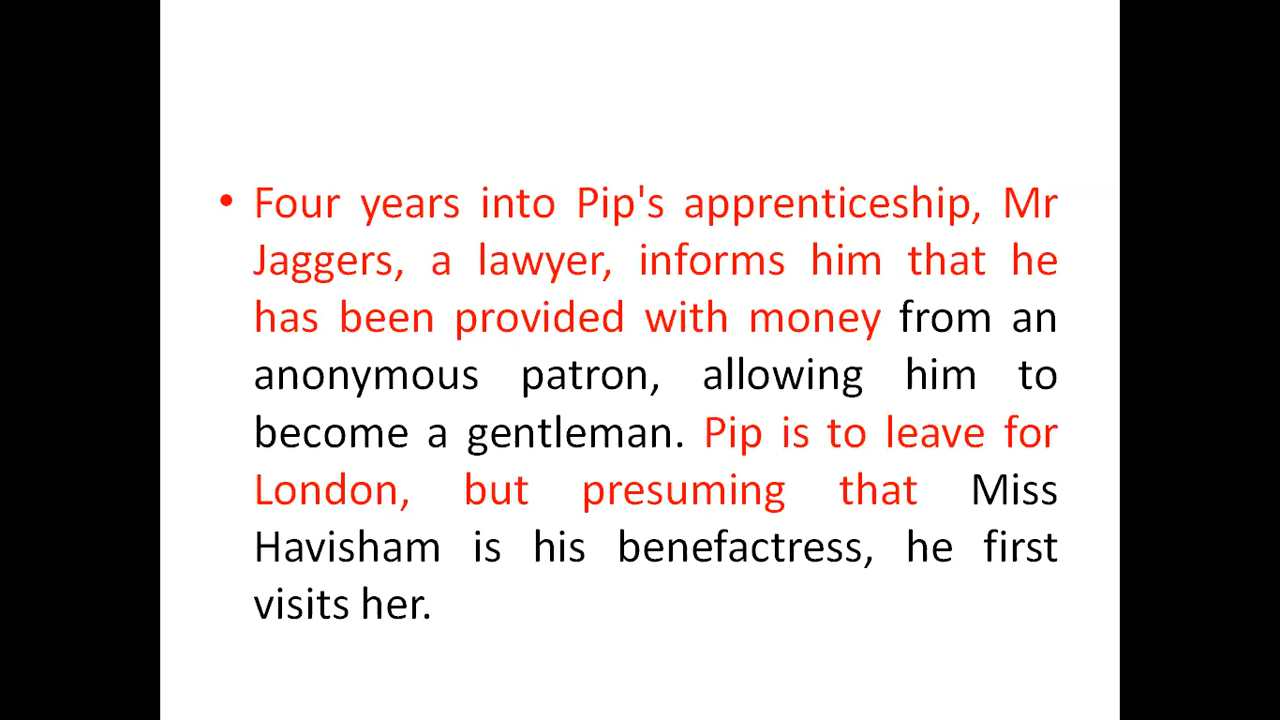 • Four years into Pip's apprenticeship, Mr
Jaggers, a lawyer, informs him that he
has been provided with money from an
anonymous patron, allowing him to
become a gentleman. Pip is to leave for
London, but presuming that Miss
Havisham is his benefactress, he first
visits her.